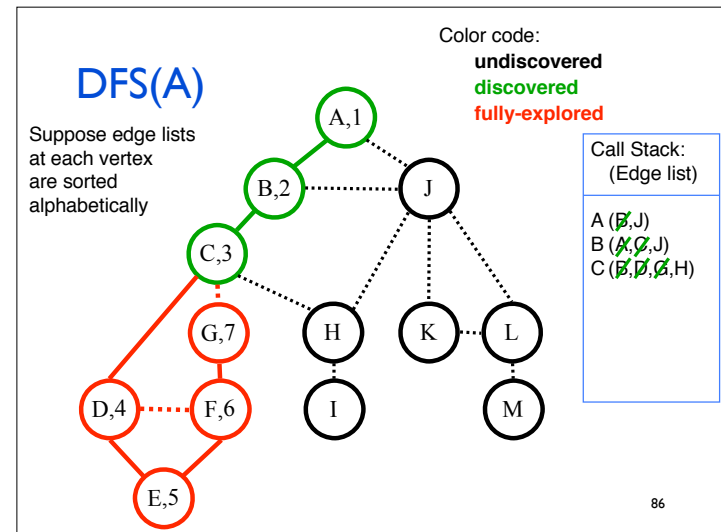 Color code:
undiscovered
discovered
fully-explored
DFS(A)
Suppose edge lists
at each vertex
are sorted
alphabetically
A,1
B,2
J
C,3
G,7
H
K
L
D,4
F,6
I
M
E,5
Call Stack:
(Edge list)
A (B,J)
B (A,C,J)
C (B,D,G,H)
86